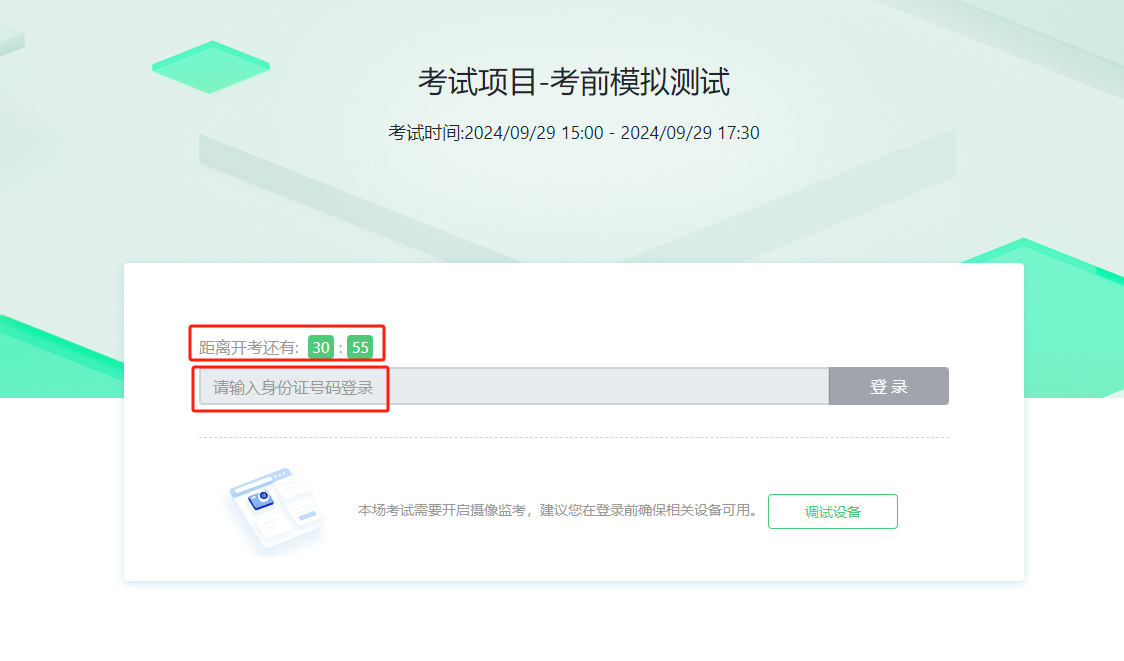 考试项目-考前模拟测试
考试时间:2024/09/29 15:00 - 2024/09/29 17:30
距离开考还有: 30 : 55
请输入身份证号码登录 登 录
本场考试需要开启摄像监考，建议您在登录前确保相关设备可用。 调试设备